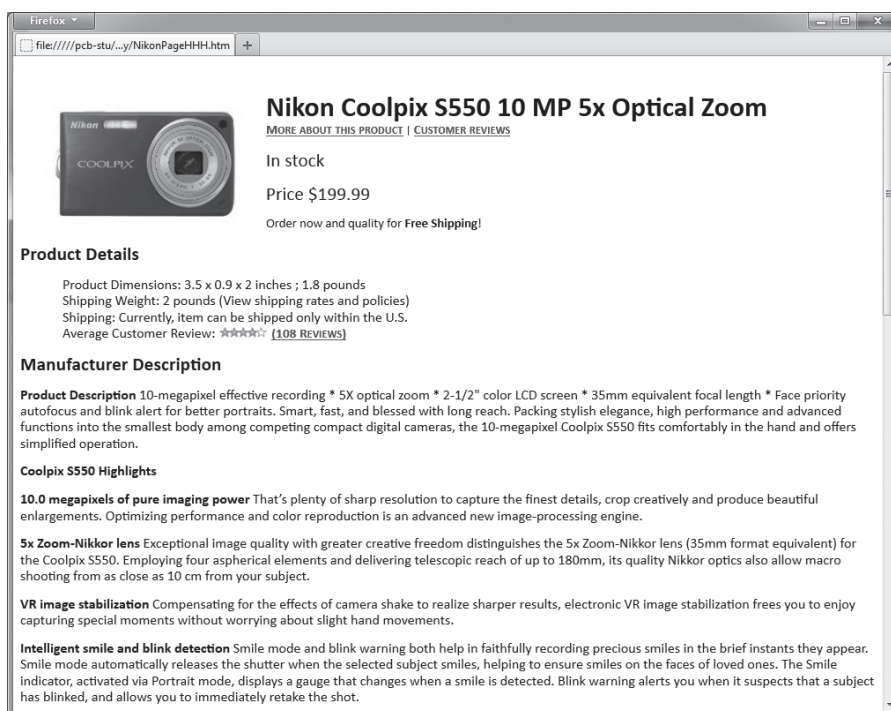 Firefox
file://///pcb-stu/...y/NikonPageHHH.htm +
Nikon
COOLPIX
Nikon Coolpix S550 10 MP 5x Optical Zoom
MORE ABOUT THIS PRODUCT | CUSTOMER REVIEWS
In stock
Price $199.99
Order now and quality for Free Shipping!
Product Details
Product Dimensions: 3.5 x 0.9 x 2 inches ; 1.8 pounds
Shipping Weight: 2 pounds (View shipping rates and policies)
Shipping: Currently, item can be shipped only within the U.S.
Average Customer Review: (108 REVIEWS)
Manufacturer Description
Product Description 10-megapixel effective recording * 5X optical zoom * 2-1/2" color LCD screen * 35mm equivalent focal length * Face priority
autofocus and blink alert for better portraits. Smart, fast, and blessed with long reach. Packing stylish elegance, high performance and advanced
functions into the smallest body among competing compact digital cameras, the 10-megapixel Coolpix S550 fits comfortably in the hand and offers
simplified operation.
Coolpix S550 Highlights
10.0 megapixels of pure imaging power That's plenty of sharp resolution to capture the finest details, crop creatively and produce beautiful
enlargements. Optimizing performance and color reproduction is an advanced new image-processing engine.
5x Zoom-Nikkor lens Exceptional image quality with greater creative freedom distinguishes the 5x Zoom-Nikkor lens (35mm format equivalent) for
the Coolpix S550. Employing four aspherical elements and delivering telescopic reach of up to 180mm, its quality Nikkor optics also allow macro
shooting from as close as 10 cm from your subject.
VR image stabilization Compensating for the effects of camera shake to realize sharper results, electronic VR image stabilization frees you to enjoy
capturing special moments without worrying about slight hand movements.
Intelligent smile and blink detection Smile mode and blink warning both help in faithfully recording precious smiles in the brief instants they appear.
Smile mode automatically releases the shutter when the selected subject smiles, helping to ensure smiles on the faces of loved ones. The Smile
indicator, activated via Portrait mode, displays a gauge that changes when a smile is detected. Blink warning alerts you when it suspects that a subject
has blinked, and allows you to immediately retake the shot.